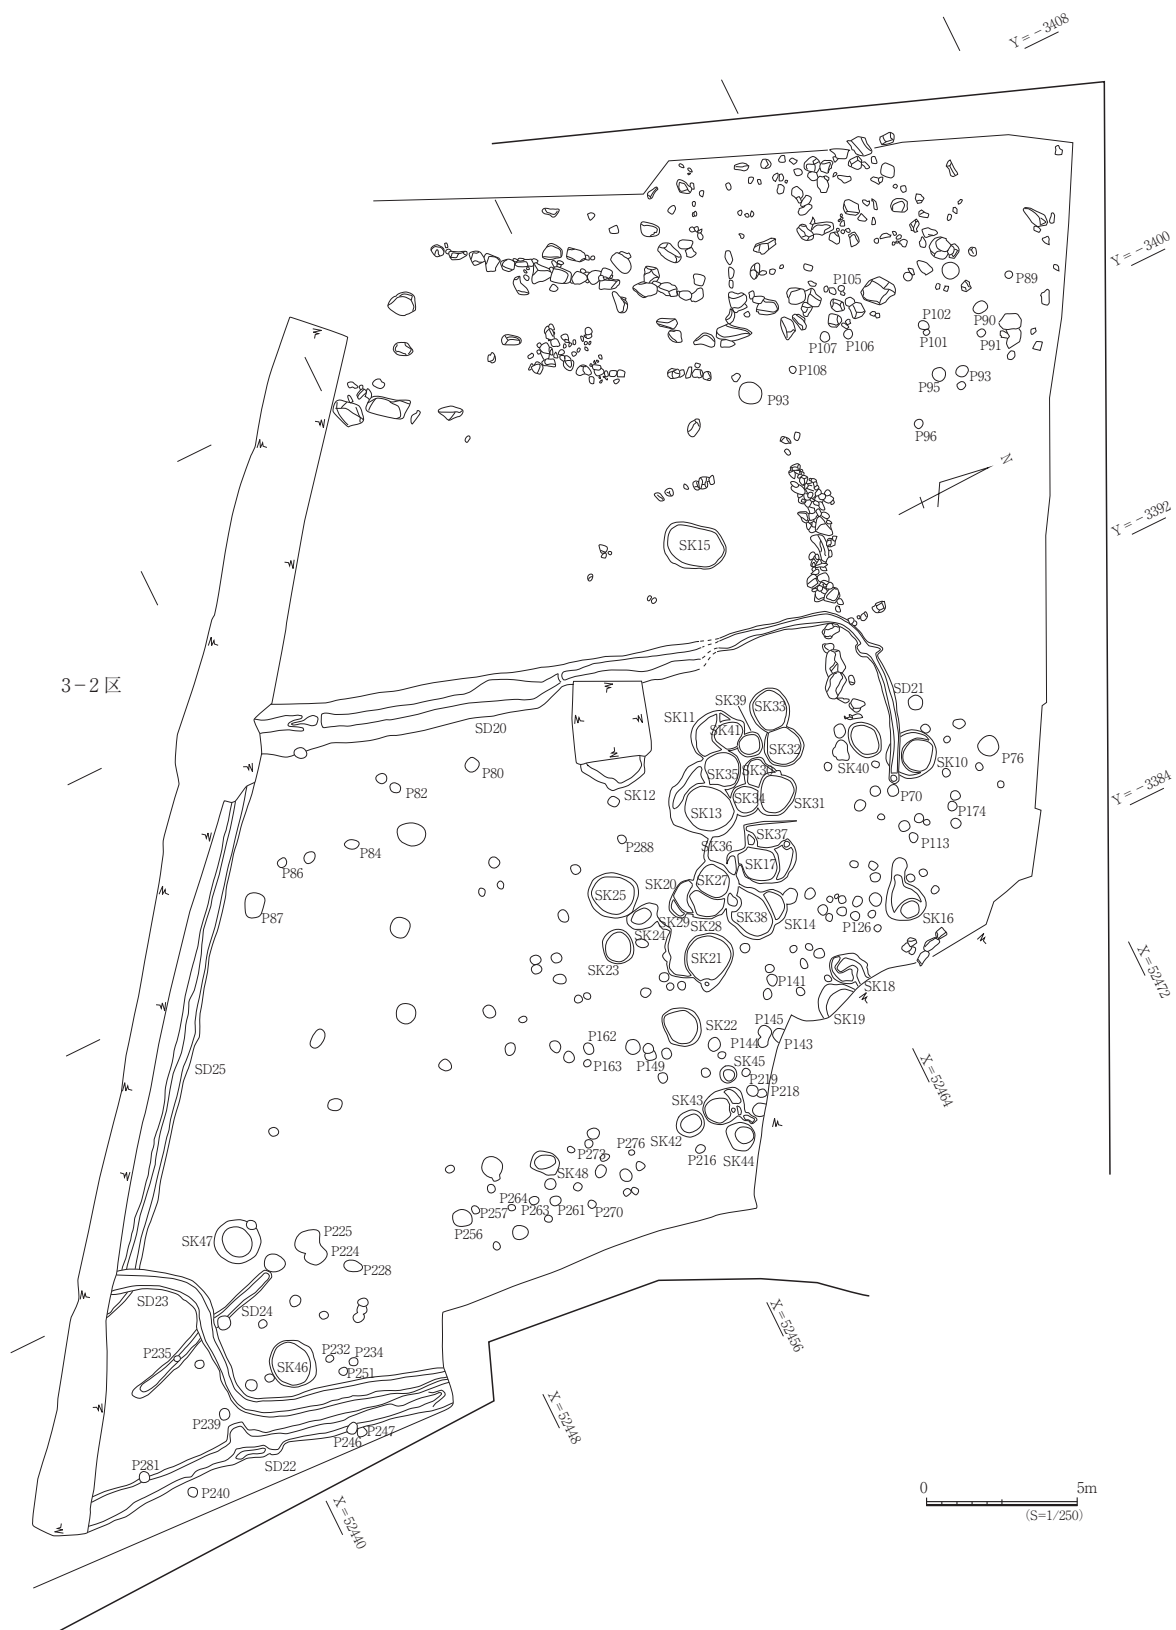 Y=-3408
Y=-3400
P89
P105
P102
P90
P101
P91
P107
P106
P108
P95
P93
P93
P96
N
Y=-3392
SK15
3-2区
SD21
SK39
SK33
SK11
SK41
SD20
SK32
SK40
SK10
P76
P80
SK35
SK30
SK12
P82
SK34
SK31
P70
Y=-3384
SK13
P174
SK37
P288
SK36
P113
P84
SK17
P86
SK20
SK27
SK25
P87
SK29
SK28
SK38
SK14
P126
SK16
SK24
SK23
SK21
X=52472
P141
SK18
SK19
SK22
P145
P144
P143
P162
P163
P149
SK45
SD25
P219
P218
X=52464
SK43
SK42
P276
P273
P216
SK44
SK48
P264
P257
P263
P261
P270
P256
SK47
P225
P224
P228
SD23
SD24
X=52456
P235
P232
P234
SK46
P251
P239
P246
P247
X=52448
P281
SD22
P240
X=52440
0
5m
(S=1/250)